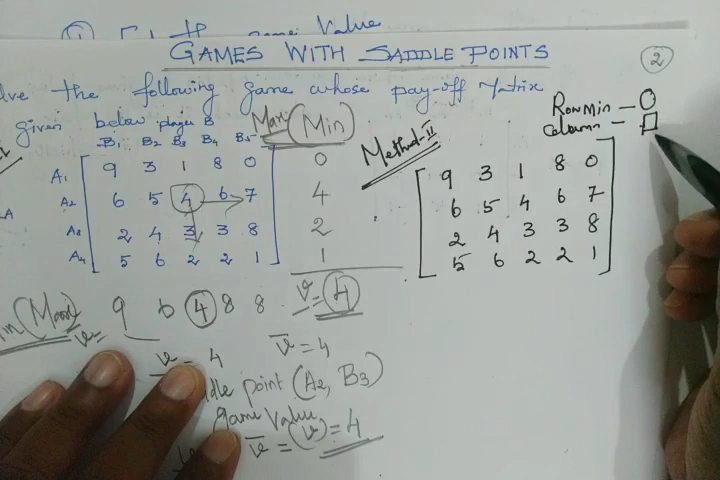 Value
GAMES WITH SADDLE POINTS
2
the following game whose pay-off Matrix
given below player B
Max (Min)
Row Min - O
Column - □
Method-II
B1 B2 B3 B4 B5
A1 9 3 1 8 0 0
A2 6 5 4 6 7 4
A3 2 4 3 3 8 2
A4 5 6 2 2 1 1
9 3 1 8 0
6 5 4 6 7
2 4 3 3 8
5 6 2 2 1
(Max) 9 6 4 8 8 v = 4
v = 4 v̅ = 4
point (A2, B3)
game Value
v̅ = (v) = 4